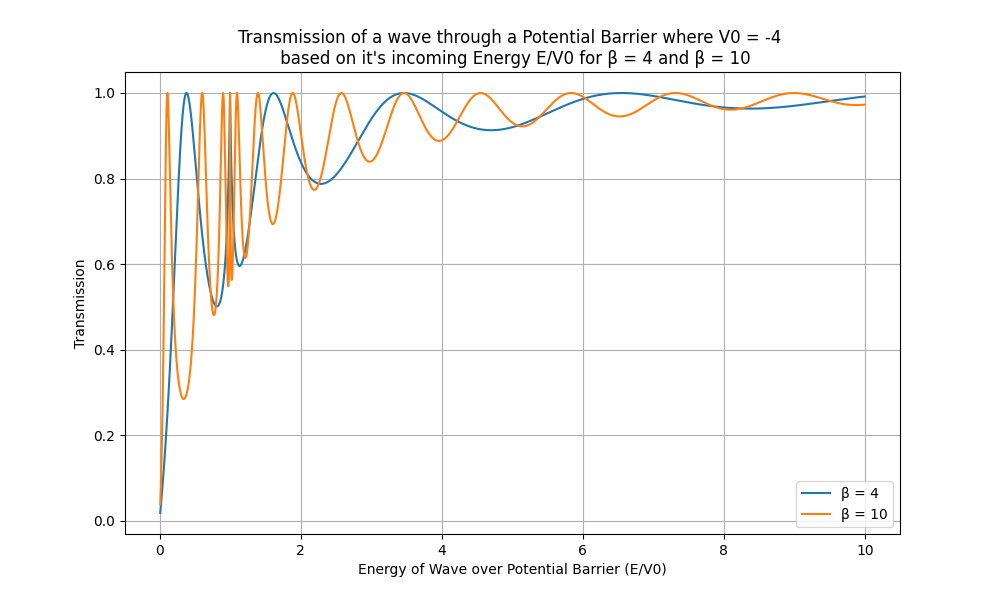 Transmission of a wave through a Potential Barrier where V0 = -4
based on it's incoming Energy E/V0 for β = 4 and β = 10
1.0
0.8
0.6
0.4
0.2
0.0
Transmission
0 2 4 6 8 10
Energy of Wave over Potential Barrier (E/V0)
β = 4
β = 10